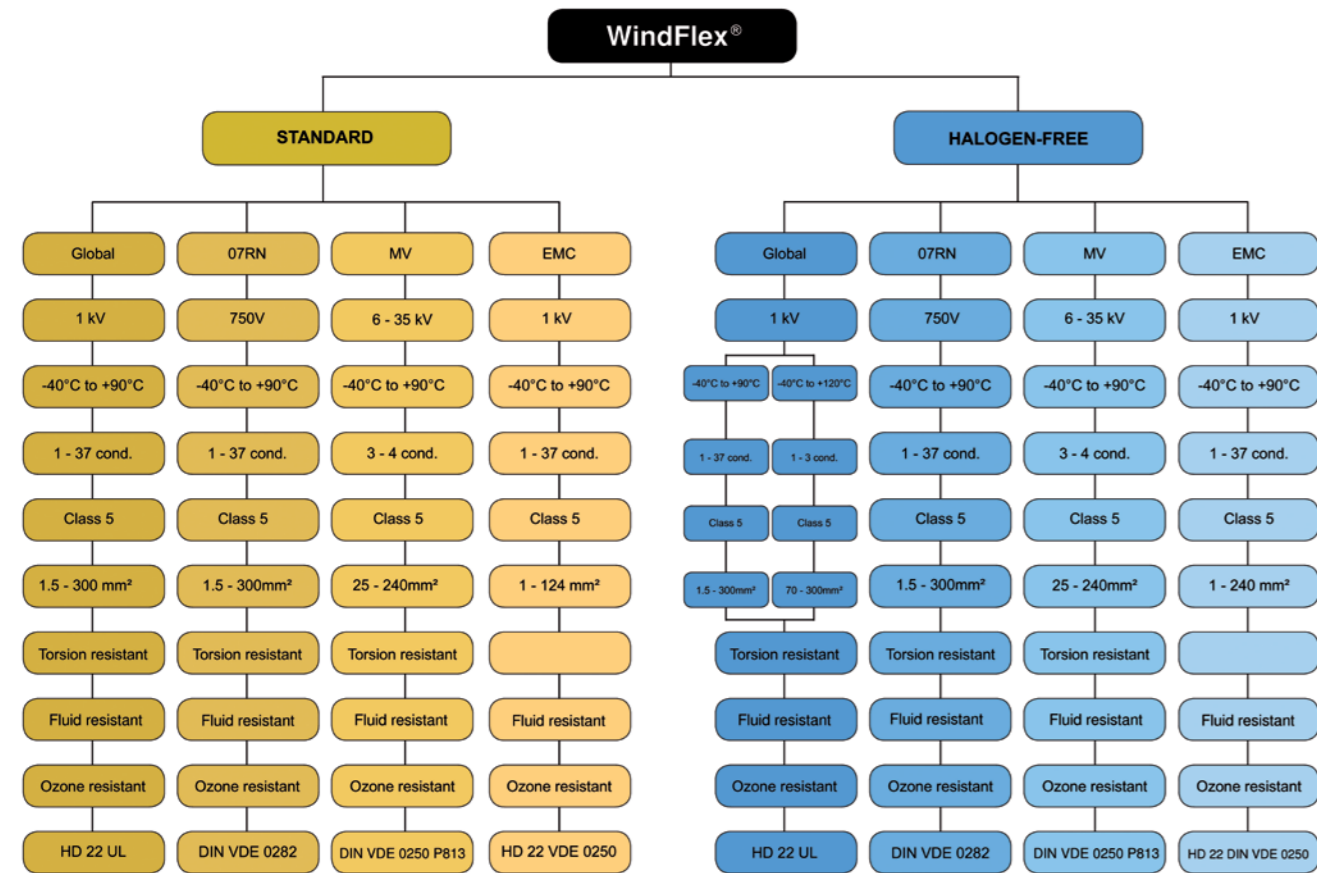 WindFlex®
STANDARD
HALOGEN-FREE
Global
07RN
MV
EMC
Global
07RN
MV
EMC
1 kV
750V
6 - 35 kV
1 kV
1 kV
750V
6 - 35 kV
1 kV
-40°C to +90°C
-40°C to +90°C
-40°C to +90°C
-40°C to +90°C
-40°C to +90°C
-40°C to +120°C
-40°C to +90°C
-40°C to +90°C
-40°C to +90°C
1 - 37 cond.
1 - 37 cond.
3 - 4 cond.
1 - 37 cond.
1 - 37 cond.
1 - 3 cond.
1 - 37 cond.
3 - 4 cond.
1 - 37 cond.
Class 5
Class 5
Class 5
Class 5
Class 5
Class 5
Class 5
Class 5
Class 5
1.5 - 300 mm²
1.5 - 300mm²
25 - 240mm²
1 - 124 mm²
1.5 - 300mm²
70 - 300mm²
1.5 - 300mm²
25 - 240mm²
1 - 240 mm²
Torsion resistant
Torsion resistant
Torsion resistant
Torsion resistant
Torsion resistant
Torsion resistant
Fluid resistant
Fluid resistant
Fluid resistant
Fluid resistant
Fluid resistant
Fluid resistant
Fluid resistant
Fluid resistant
Ozone resistant
Ozone resistant
Ozone resistant
Ozone resistant
Ozone resistant
Ozone resistant
Ozone resistant
Ozone resistant
HD 22 UL
DIN VDE 0282
DIN VDE 0250 P813
HD 22 VDE 0250
HD 22 UL
DIN VDE 0282
DIN VDE 0250 P813
HD 22 DIN VDE 0250